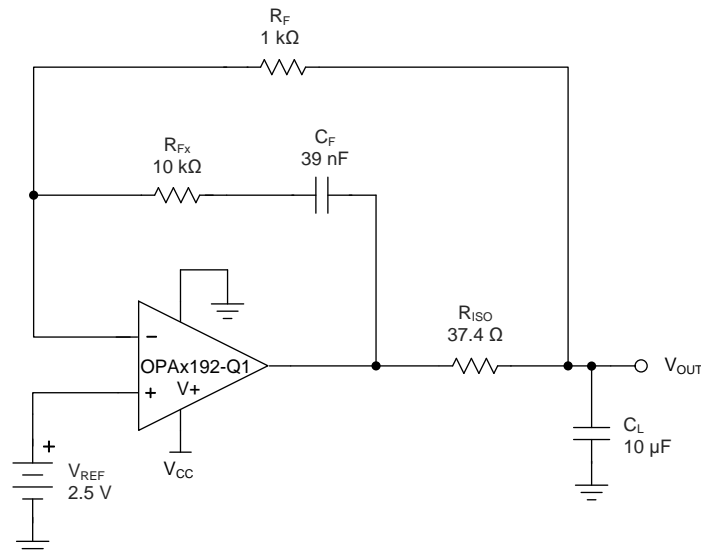 R_F
1 kΩ
R_Fx
10 kΩ
C_F
39 nF
R_ISO
37.4 Ω
–
OPAx192-Q1
+
V+
V_OUT
C_L
10 µF
+
V_REF
2.5 V
V_CC